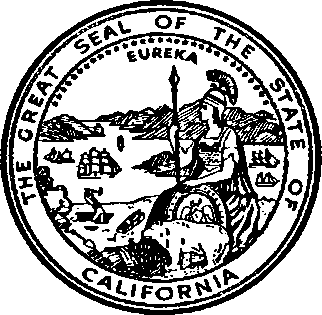 THE GREAT SEAL OF THE STATE OF
EUREKA
CALIFORNIA